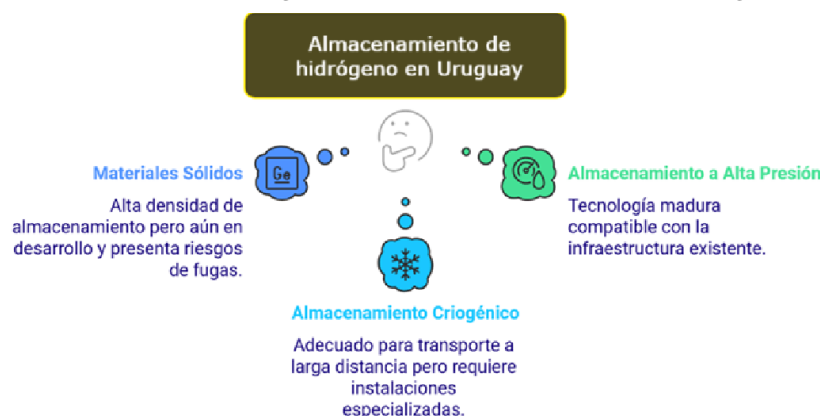 Almacenamiento de
hidrógeno en Uruguay
Materiales Sólidos
Alta densidad de
almacenamiento pero aún en
desarrollo y presenta riesgos
de fugas.
Ge
Almacenamiento a Alta Presión
Tecnología madura
compatible con la
infraestructura existente.
Almacenamiento Criogénico
Adecuado para transporte a
larga distancia pero requiere
instalaciones
especializadas.